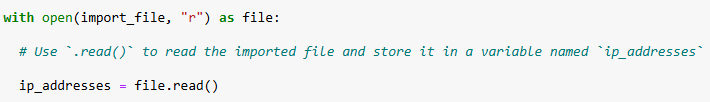 with open(import_file, "r") as file:
# Use `.read()` to read the imported file and store it in a variable named `ip_addresses`
ip_addresses = file.read()